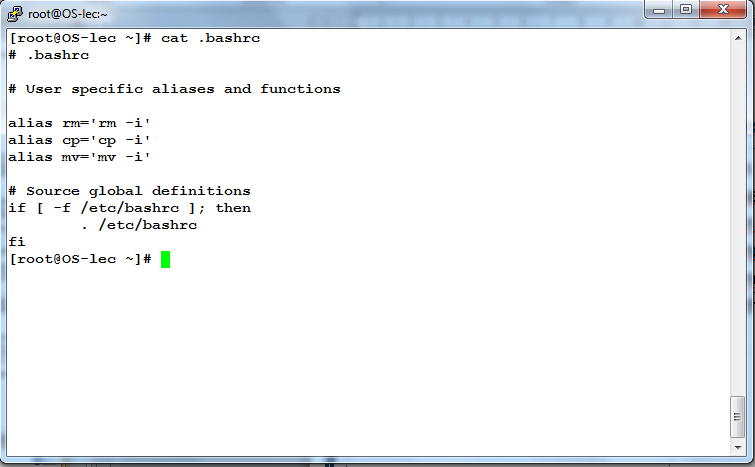 root@OS-lec:~
[root@OS-lec ~]# cat .bashrc
# .bashrc

# User specific aliases and functions

alias rm='rm -i'
alias cp='cp -i'
alias mv='mv -i'

# Source global definitions
if [ -f /etc/bashrc ]; then
        . /etc/bashrc
fi
[root@OS-lec ~]#